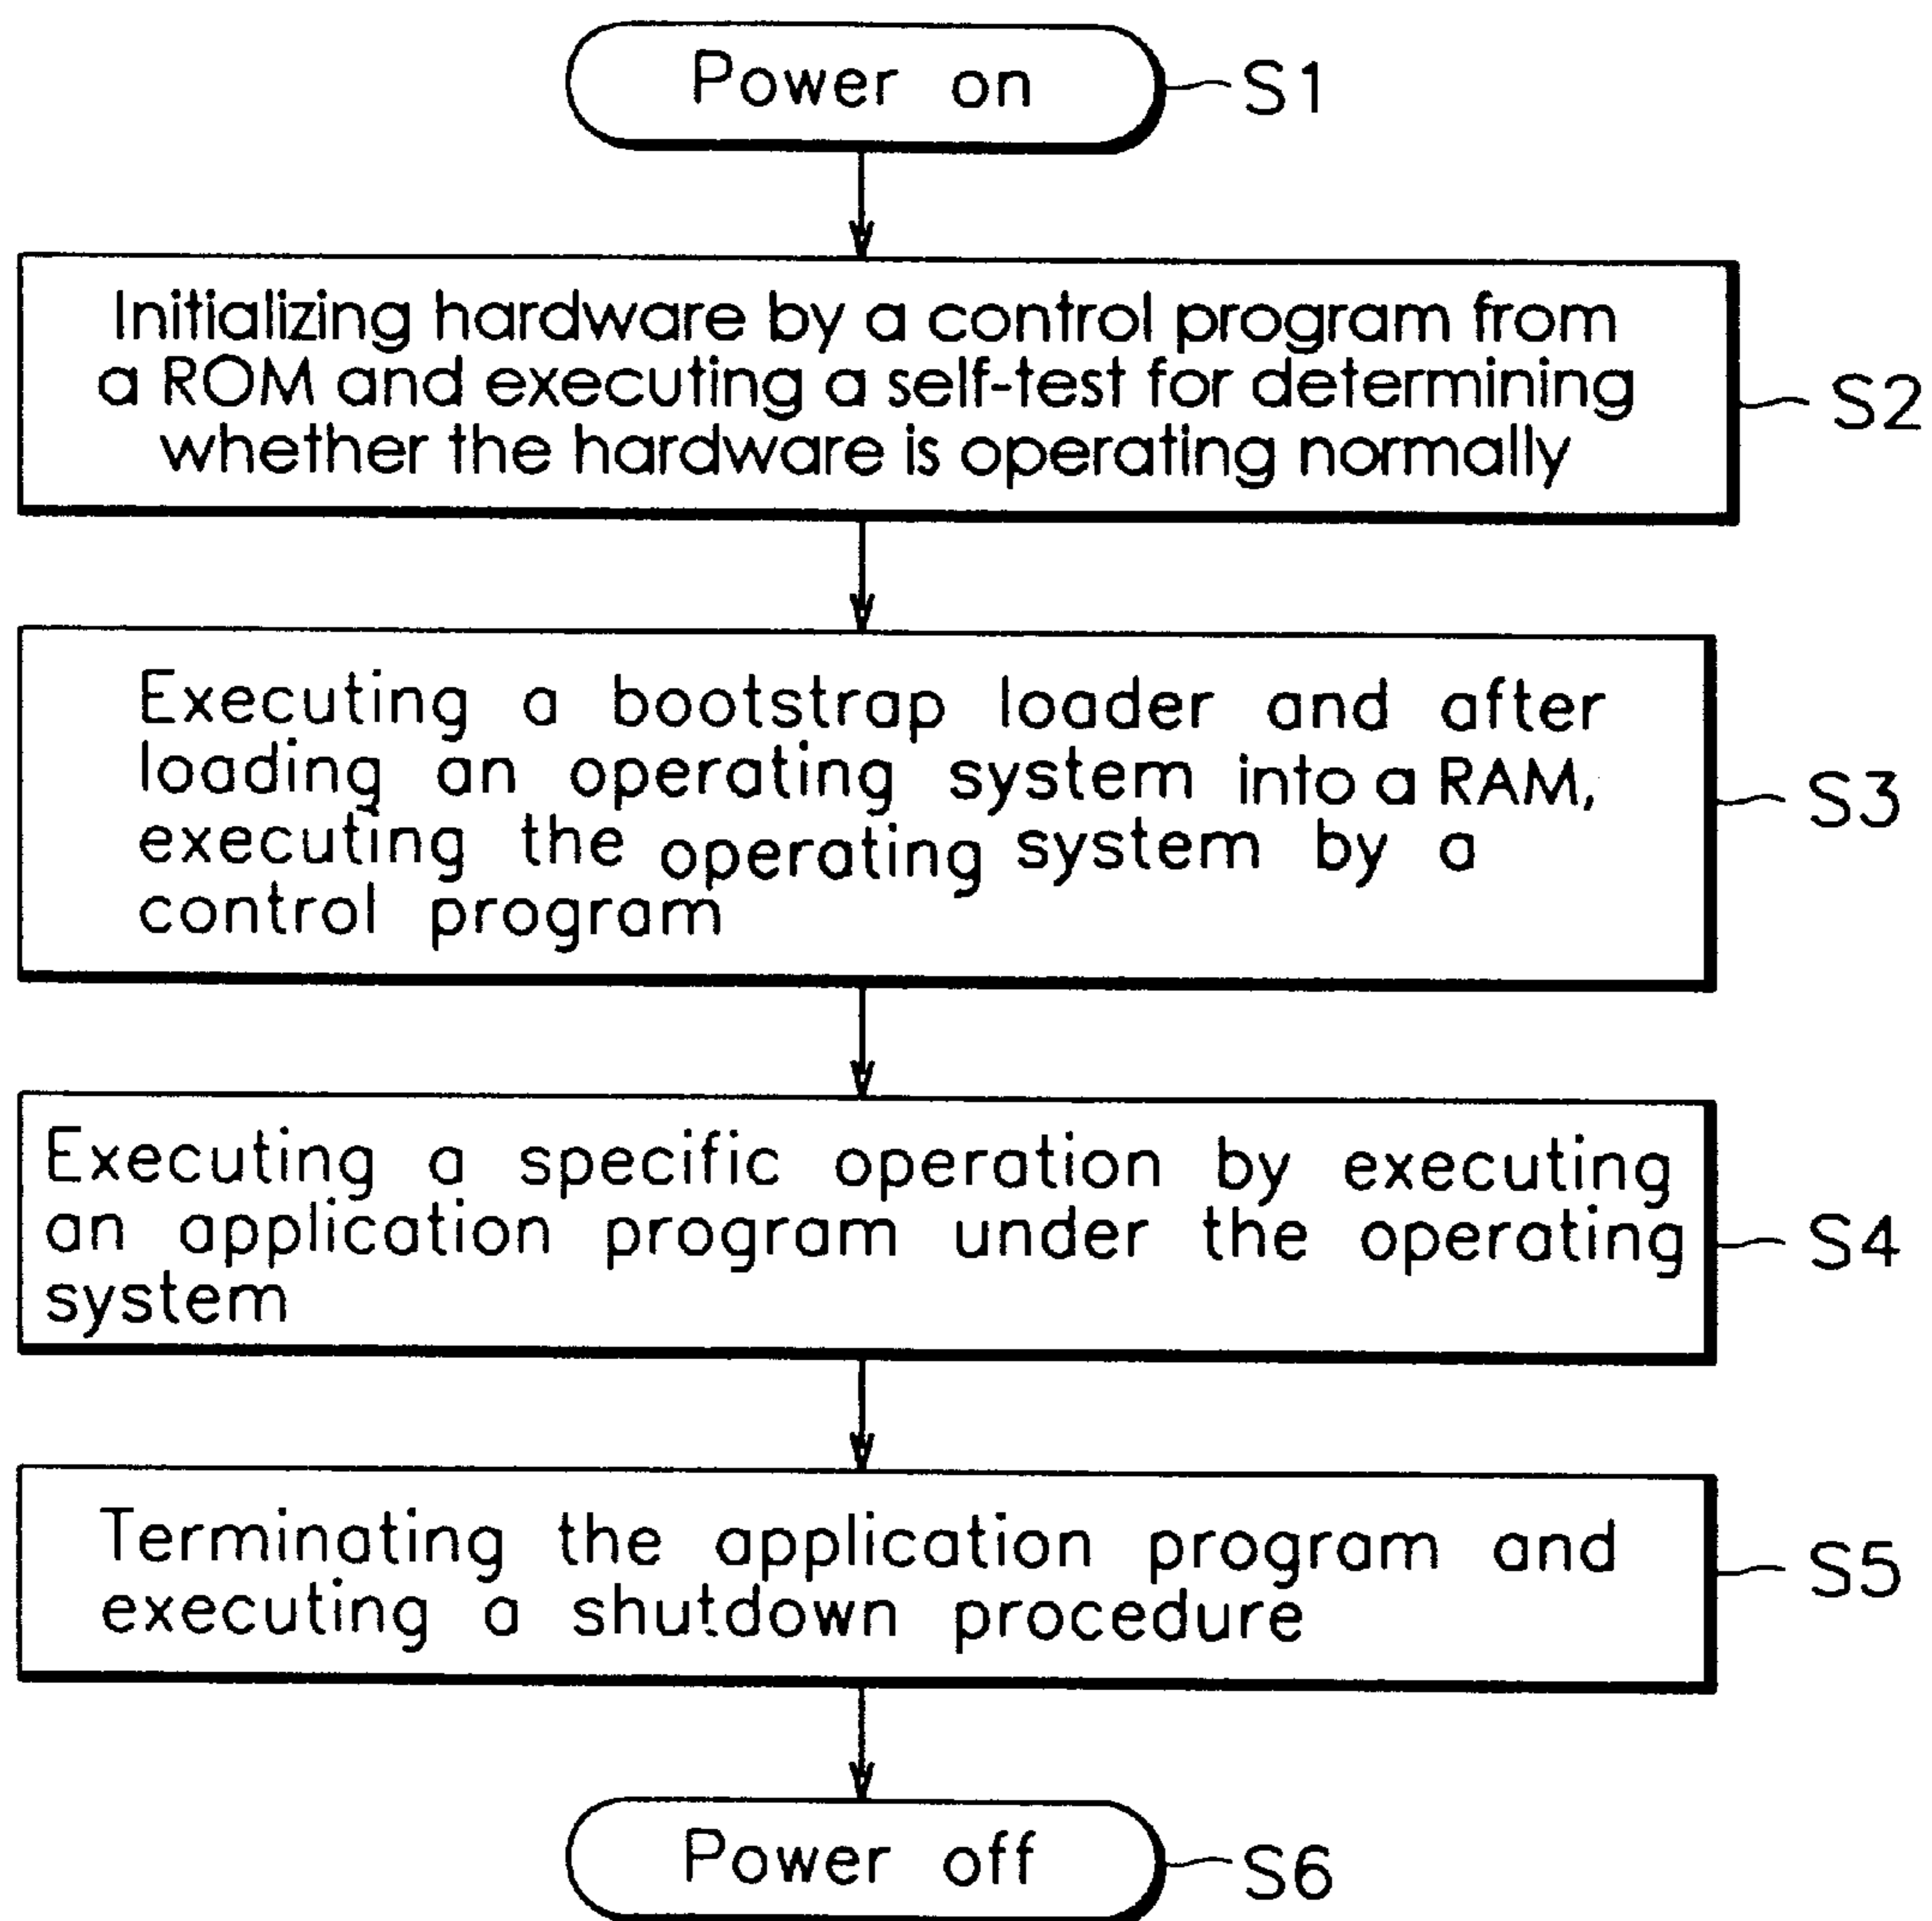 Power on
S1
Initializing hardware by a control program from
a ROM and executing a self-test for determining
whether the hardware is operating normally
S2
Executing a bootstrap loader and after
loading an operating system into a RAM,
executing the operating system by a
control program
S3
Executing a specific operation by executing
an application program under the operating
system
S4
Terminating the application program and
executing a shutdown procedure
S5
Power off
S6